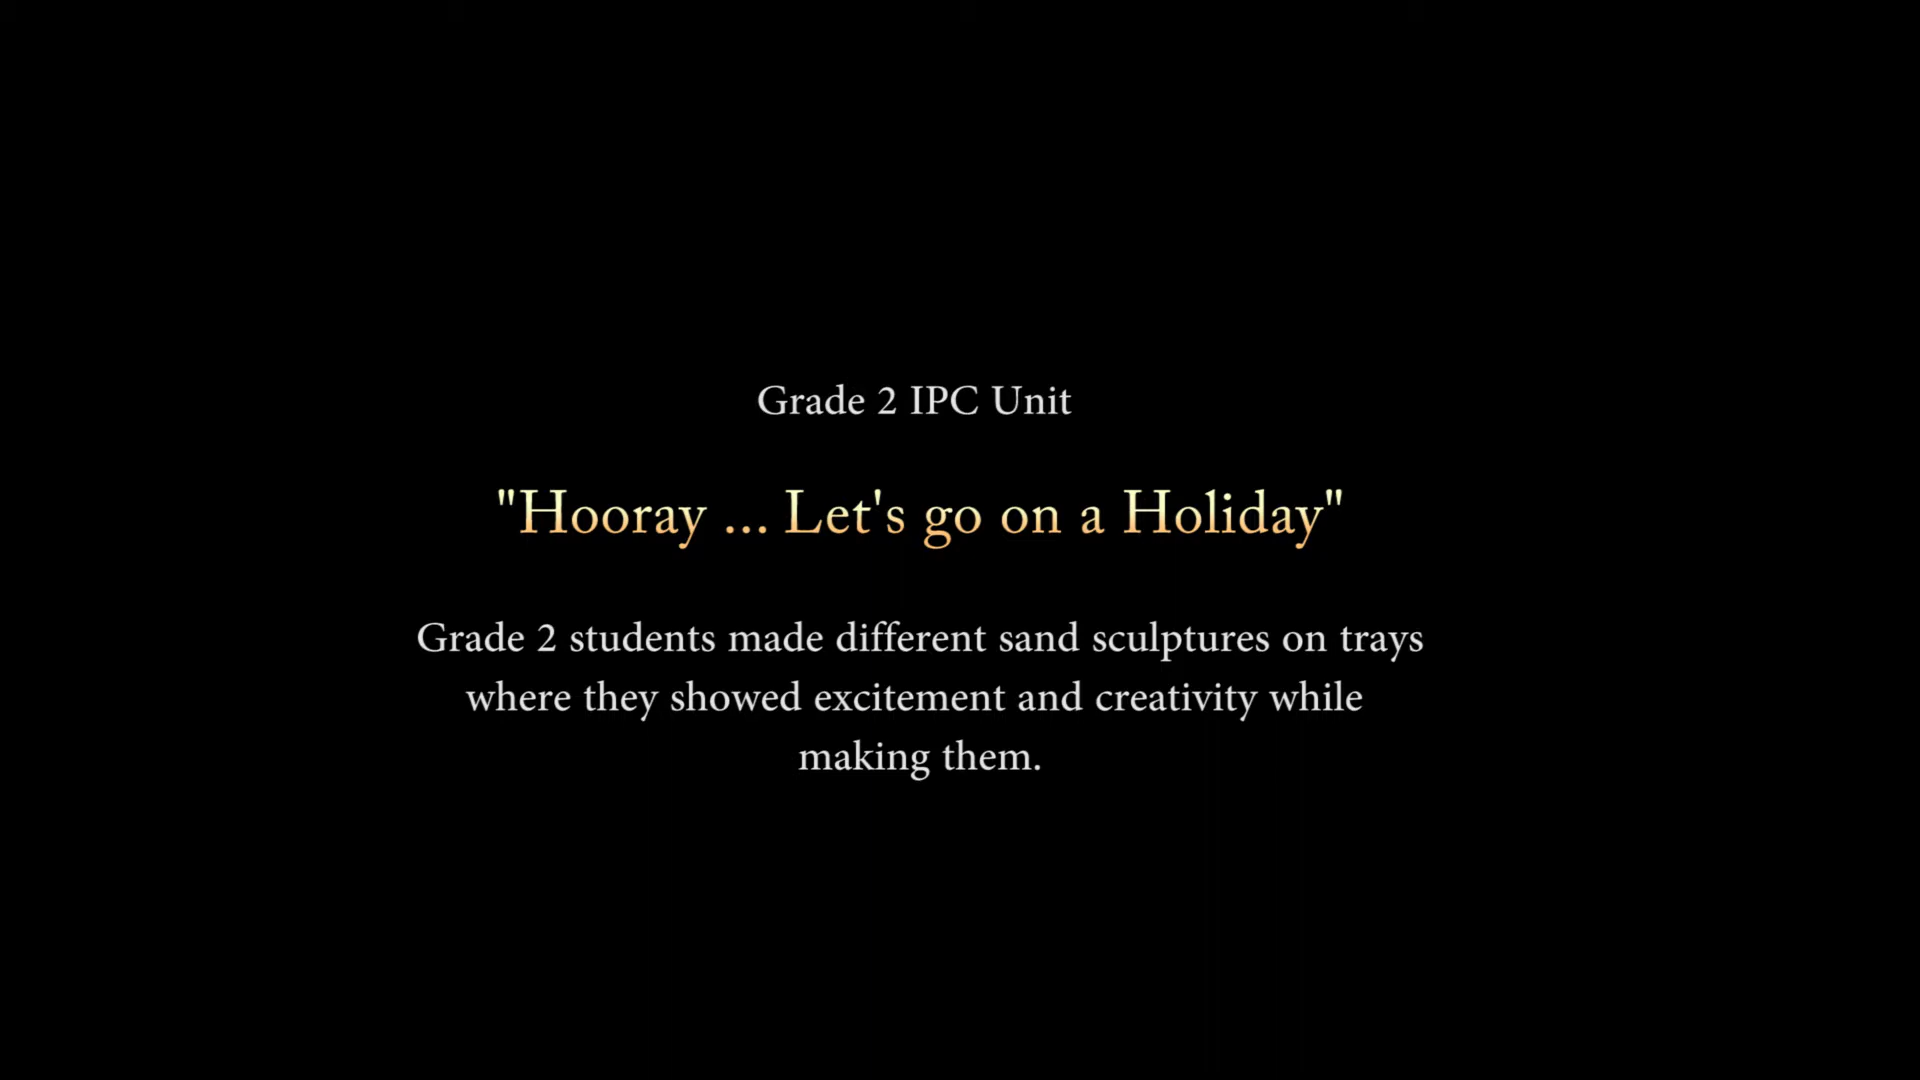 Grade 2 IPC Unit
"Hooray ... Let's go on a Holiday"
Grade 2 students made different sand sculptures on trays
where they showed excitement and creativity while
making them.